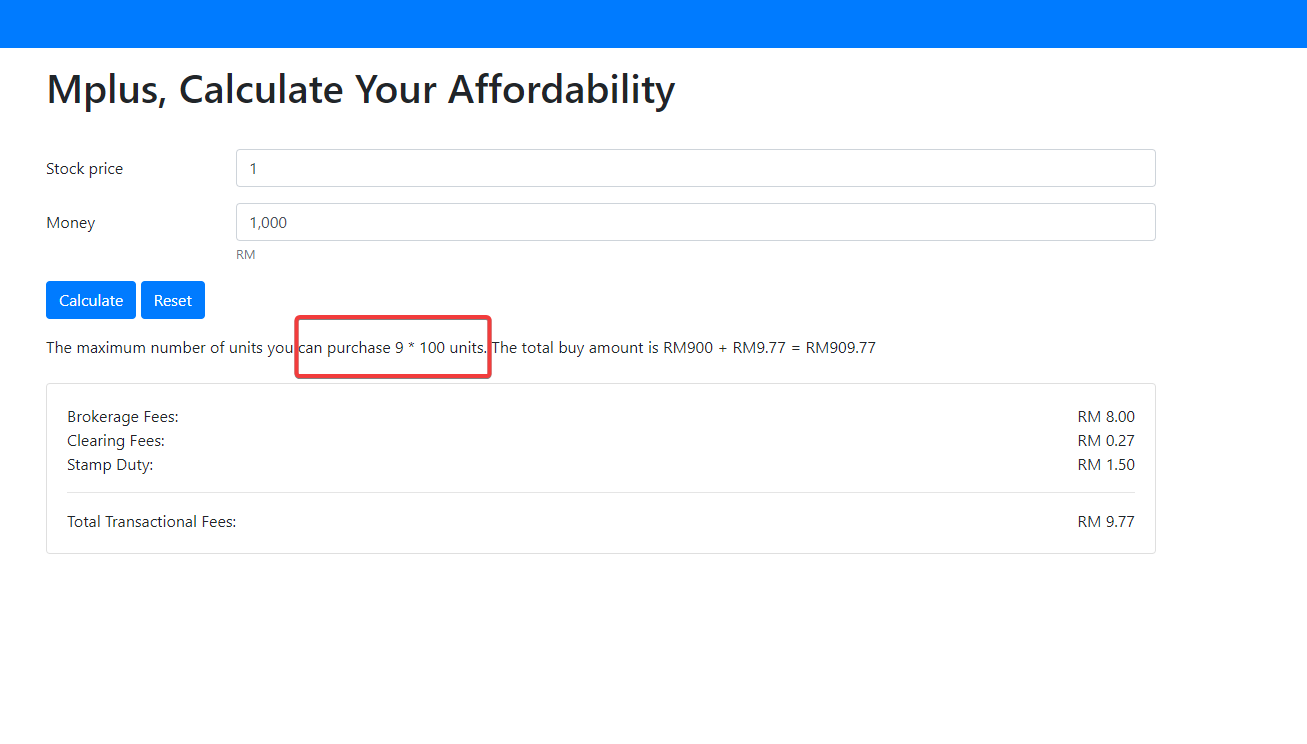 Mplus, Calculate Your Affordability
Stock price
1
Money
1,000
RM
Calculate Reset
The maximum number of units you can purchase 9 * 100 units. The total buy amount is RM900 + RM9.77 = RM909.77
Brokerage Fees: RM 8.00
Clearing Fees: RM 0.27
Stamp Duty: RM 1.50
Total Transactional Fees: RM 9.77